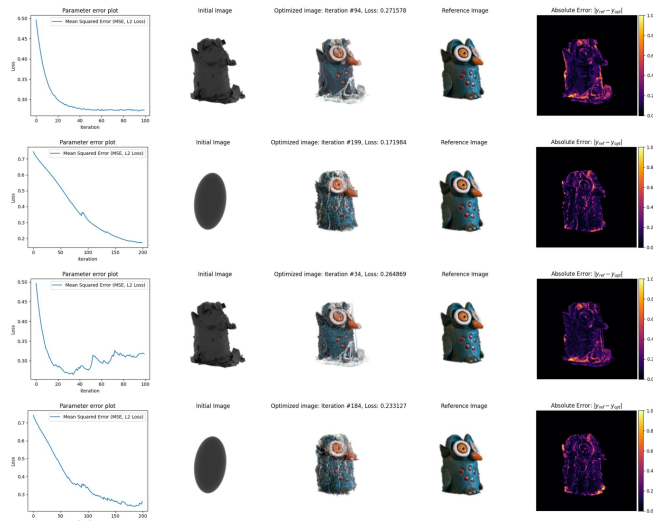 Parameter error plot
Initial Image
Optimized image: Iteration #94, Loss: 0.271578
Reference Image
Absolute Error: |y_ref − y_opt|
Mean Squared Error (MSE, L2 Loss)
Loss
0.50
0.45
0.40
0.35
0.30
0 20 40 60 80 100
iteration
1.0
0.8
0.6
0.4
0.2
0.0
Parameter error plot
Initial Image
Optimized image: Iteration #199, Loss: 0.171984
Reference Image
Absolute Error: |y_ref − y_opt|
Mean Squared Error (MSE, L2 Loss)
Loss
0.7
0.6
0.5
0.4
0.3
0.2
0 50 100 150 200
iteration
1.0
0.8
0.6
0.4
0.2
0.0
Parameter error plot
Initial Image
Optimized image: Iteration #34, Loss: 0.264869
Reference Image
Absolute Error: |y_ref − y_opt|
Mean Squared Error (MSE, L2 Loss)
Loss
0.50
0.45
0.40
0.35
0.30
0 20 40 60 80 100
iteration
1.0
0.8
0.6
0.4
0.2
0.0
Parameter error plot
Initial Image
Optimized image: Iteration #184, Loss: 0.233127
Reference Image
Absolute Error: |y_ref − y_opt|
Mean Squared Error (MSE, L2 Loss)
Loss
0.7
0.6
0.5
0.4
0.3
0 50 100 150 200
1.0
0.8
0.6
0.4
0.2
0.0